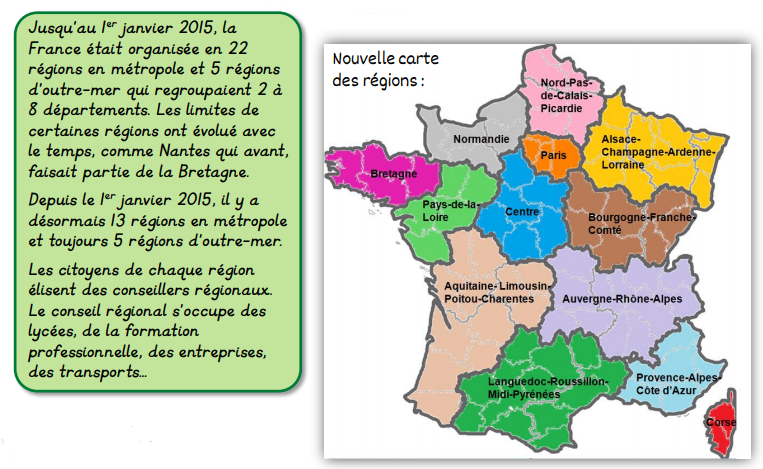 Jusqu'au 1er janvier 2015, la
France était organisée en 22
régions en métropole et 5 régions
d'outre-mer qui regroupaient 2 à
8 départements. Les limites de
certaines régions ont évolué avec
le temps, comme Nantes qui avant,
faisait partie de la Bretagne.
Depuis le 1er janvier 2015, il y a
désormais 13 régions en métropole
et toujours 5 régions d'outre-mer.
Les citoyens de chaque région
élisent des conseillers régionaux.
Le conseil régional s'occupe des
lycées, de la formation
professionnelle, des entreprises,
des transports...
Nouvelle carte
des régions :
Nord-Pas-
de-Calais-
Picardie
Normandie
Paris
Alsace-
Champagne-Ardenne-
Lorraine
Bretagne
Pays-de-la-
Loire
Centre
Bourgogne-Franche-
Comté
Aquitaine- Limousin-
Poitou-Charentes
Auvergne-Rhône-Alpes
Languedoc-Roussillon-
Midi-Pyrénées
Provence-Alpes-
Côte d'Azur
Corse